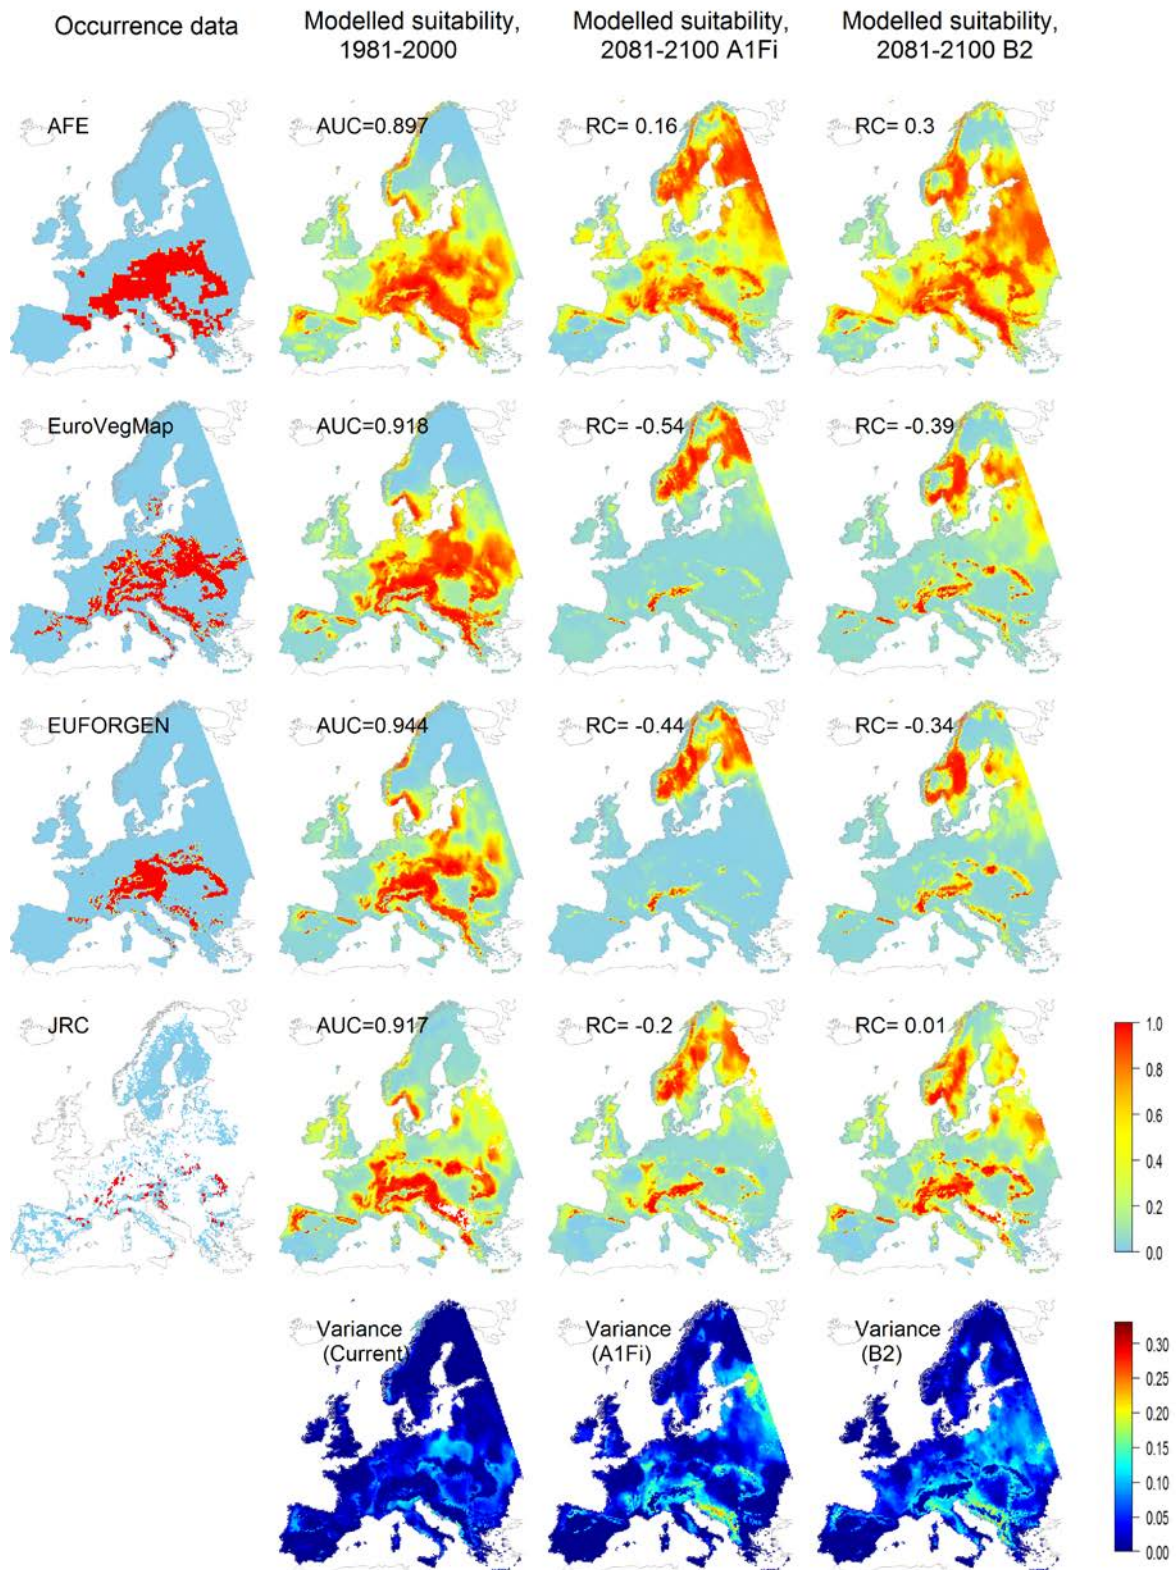 Occurrence data
Modelled suitability,
1981-2000
Modelled suitability,
2081-2100 A1Fi
Modelled suitability,
2081-2100 B2
AFE
AUC=0.897
RC= 0.16
RC= 0.3
EuroVegMap
AUC=0.918
RC= -0.54
RC= -0.39
EUFORGEN
AUC=0.944
RC= -0.44
RC= -0.34
JRC
AUC=0.917
RC= -0.2
RC= 0.01
1.0
0.8
0.6
0.4
0.2
0.0
Variance
(Current)
Variance
(A1Fi)
Variance
(B2)
0.30
0.25
0.20
0.15
0.10
0.05
0.00